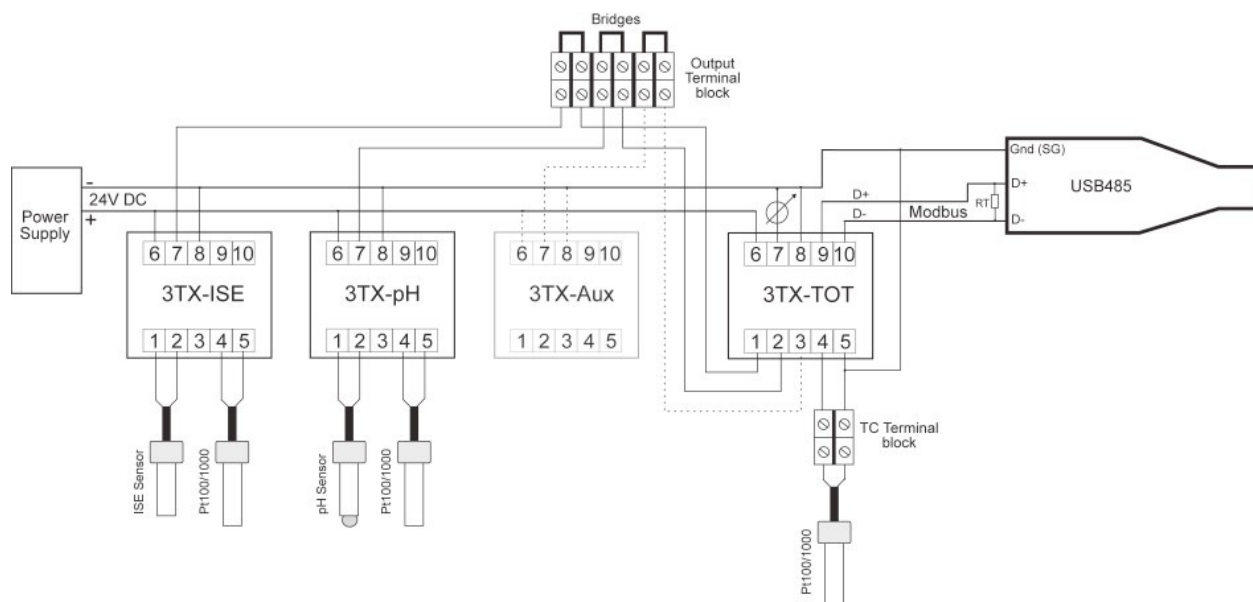 Bridges
Output
Terminal
block
Gnd (SG)
USB485
D+
D-
RT
Power
Supply
-
24V DC
+
D+
D-
Modbus
6 7 8 9 10
3TX-ISE
1 2 3 4 5
6 7 8 9 10
3TX-pH
1 2 3 4 5
6 7 8 9 10
3TX-Aux
1 2 3 4 5
6 7 8 9 10
3TX-TOT
1 2 3 4 5
TC Terminal
block
ISE Sensor
Pt100/1000
pH Sensor
Pt100/1000
Pt100/1000